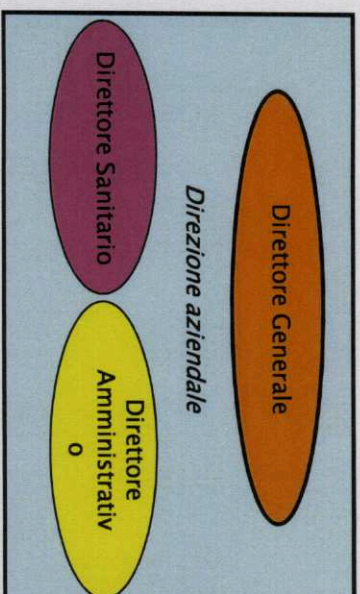 Direttore Generale
Direzione aziendale
Direttore Sanitario
Direttore
Amministrativ
o